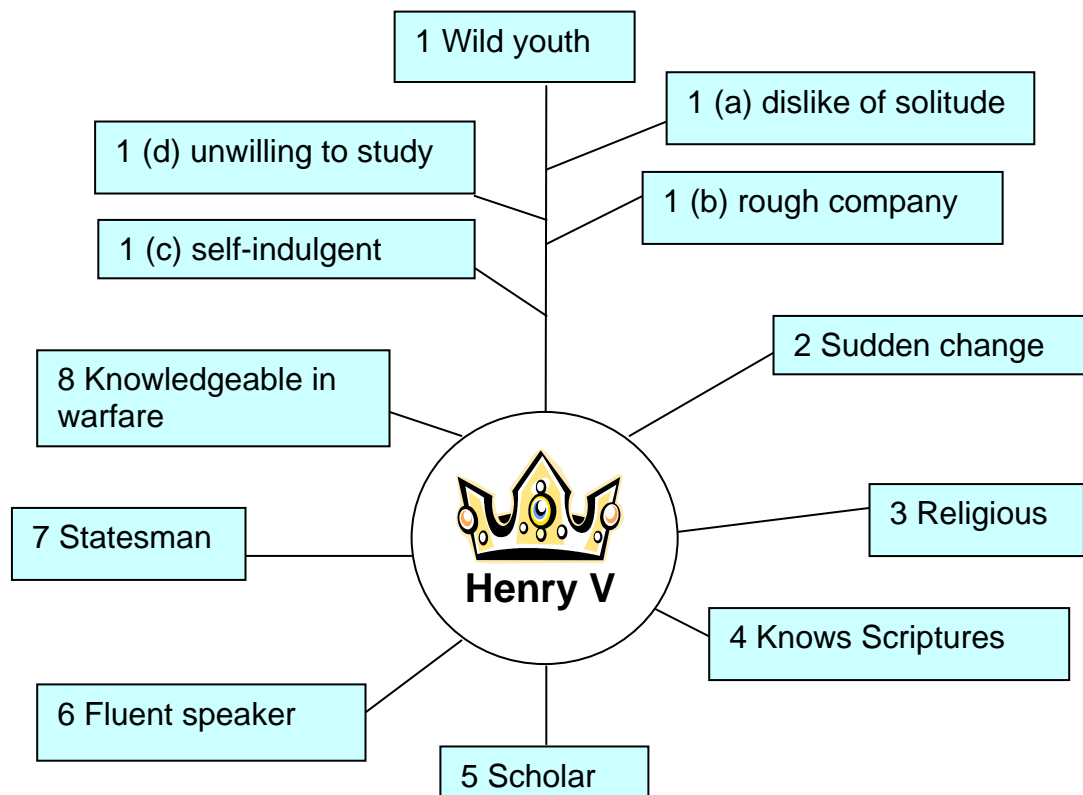 1 Wild youth
1 (a) dislike of solitude
1 (d) unwilling to study
1 (b) rough company
1 (c) self-indulgent
2 Sudden change
8 Knowledgeable in
warfare
3 Religious
7 Statesman
Henry V
4 Knows Scriptures
6 Fluent speaker
5 Scholar